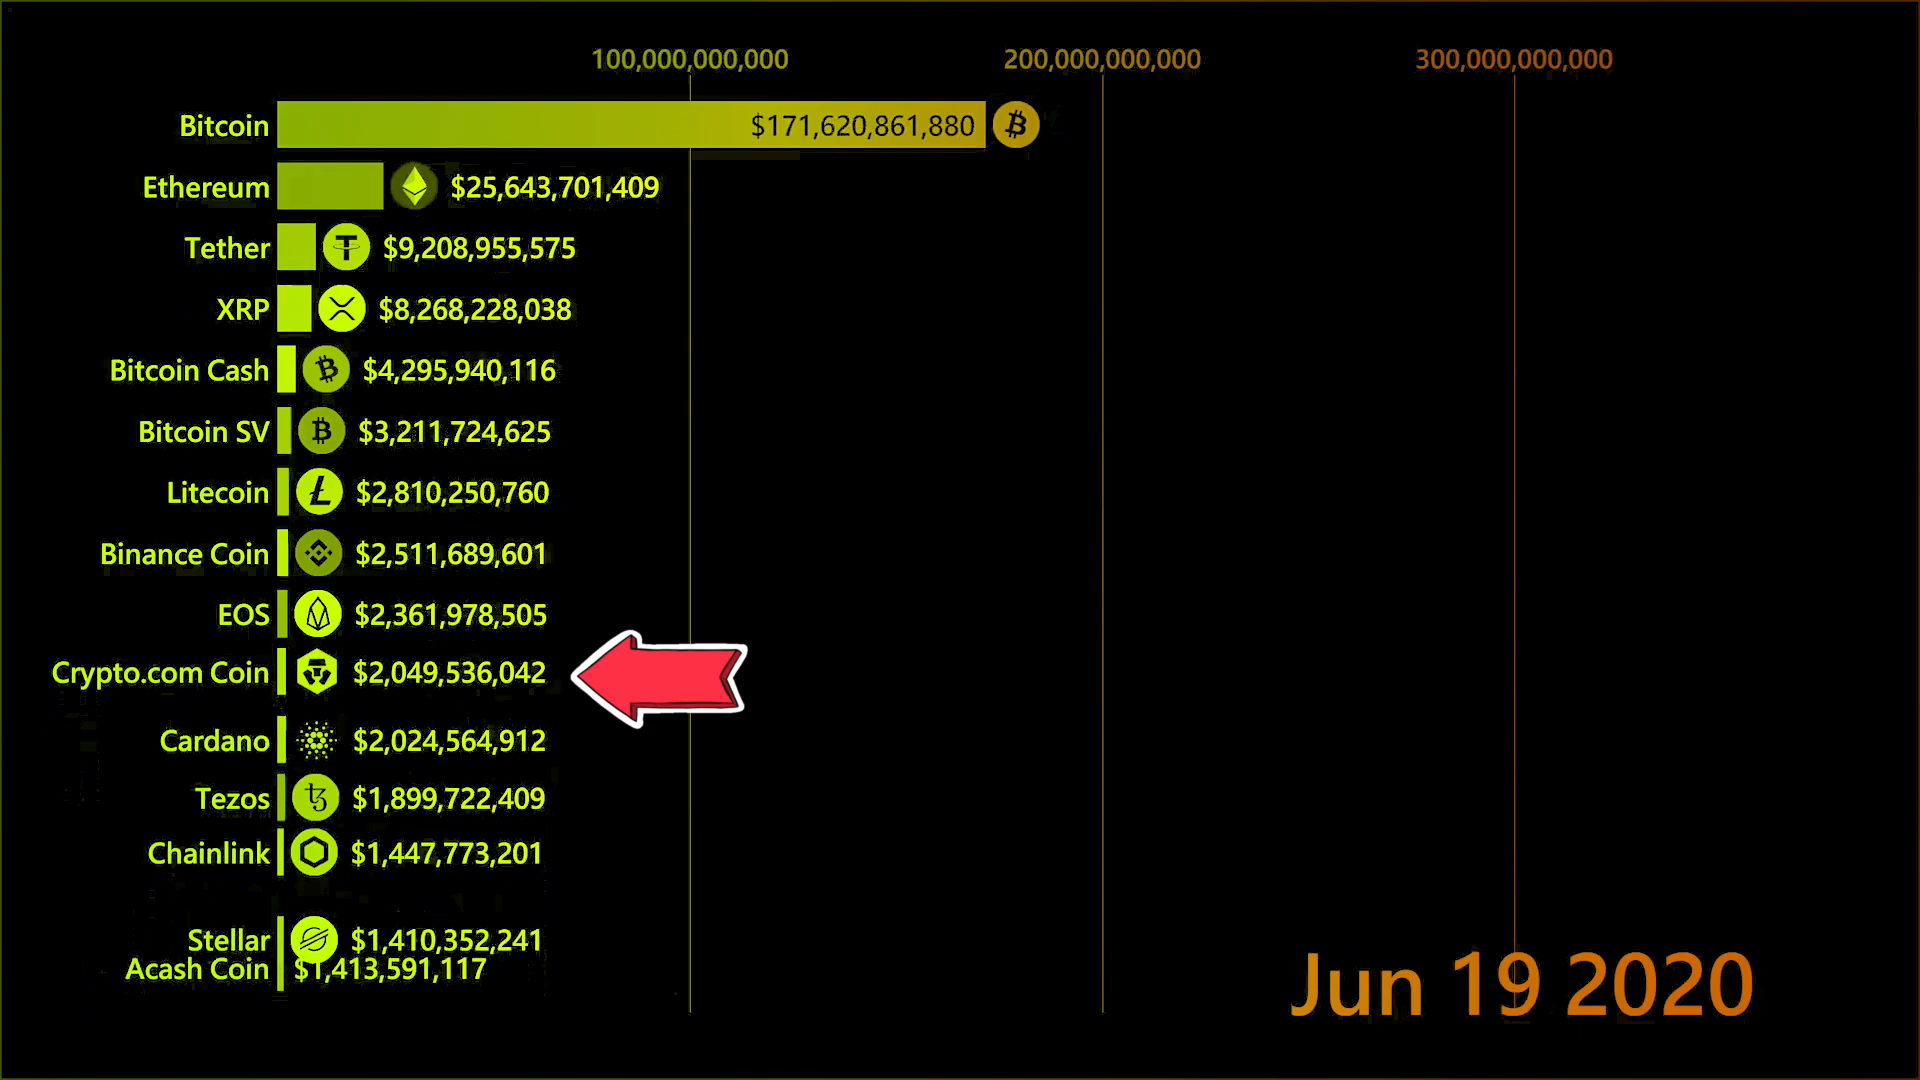 100,000,000,000 200,000,000,000 300,000,000,000
Bitcoin $171,620,861,880
Ethereum $25,643,701,409
Tether $9,208,955,575
XRP $8,268,228,038
Bitcoin Cash $4,295,940,116
Bitcoin SV $3,211,724,625
Litecoin $2,810,250,760
Binance Coin $2,511,689,601
EOS $2,361,978,505
Crypto.com Coin $2,049,536,042
Cardano $2,024,564,912
Tezos $1,899,722,409
Chainlink $1,447,773,201
Stellar $1,410,352,241
Acash Coin $1,413,591,117
Jun 19 2020